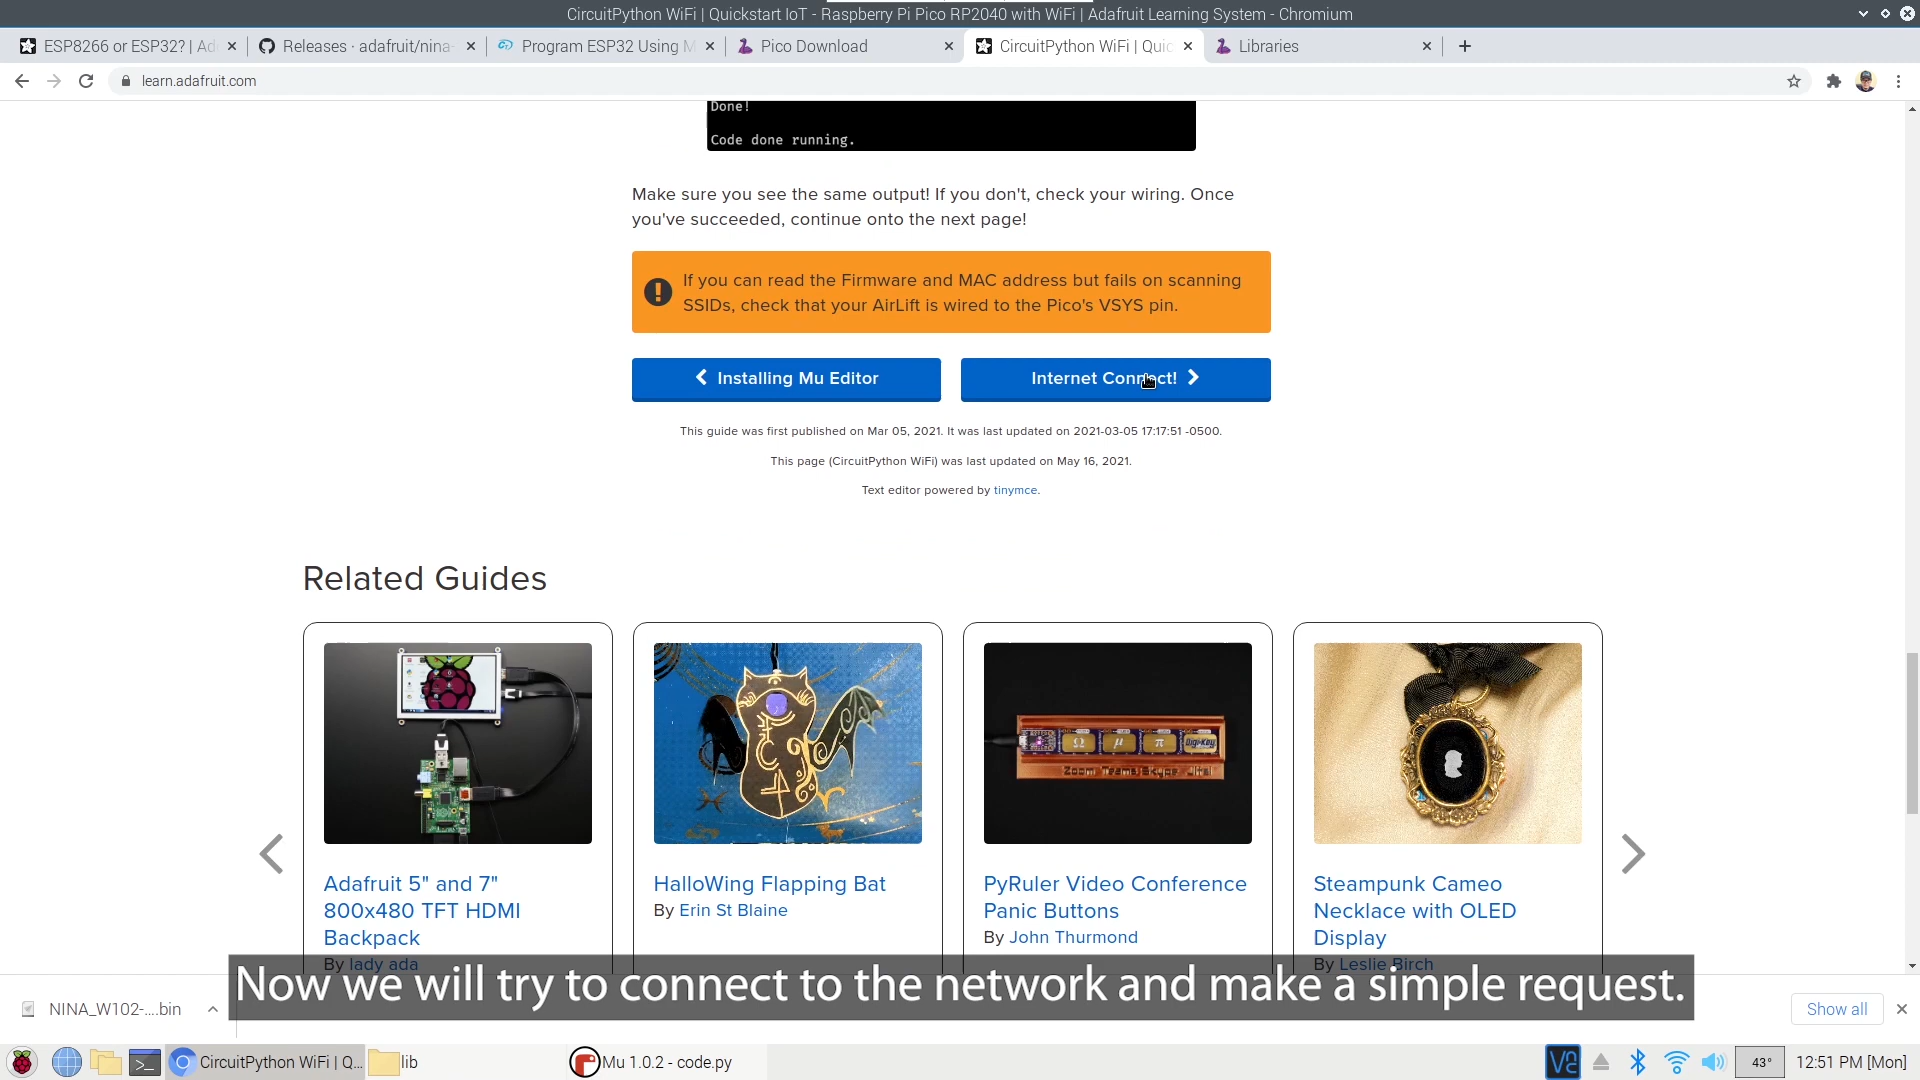 CircuitPython WiFi | Quickstart IoT - Raspberry Pi Pico RP2040 with WiFi | Adafruit Learning System - Chromium
ESP8266 or ESP32? | Ad
Releases · adafruit/nina-
Program ESP32 Using M
Pico Download
CircuitPython WiFi | Quic
Libraries
learn.adafruit.com
Done!
Code done running.
Make sure you see the same output! If you don't, check your wiring. Once
you've succeeded, continue onto the next page!
If you can read the Firmware and MAC address but fails on scanning
SSIDs, check that your AirLift is wired to the Pico's VSYS pin.
Installing Mu Editor
Internet Connect!
This guide was first published on Mar 05, 2021. It was last updated on 2021-03-05 17:17:51 -0500.
This page (CircuitPython WiFi) was last updated on May 16, 2021.
Text editor powered by tinymce.
Related Guides
Ω μ π Digi-Key
Zoom Teams Skype Jitsi
Adafruit 5" and 7"
800x480 TFT HDMI
Backpack
By lady ada
HalloWing Flapping Bat
By Erin St Blaine
PyRuler Video Conference
Panic Buttons
By John Thurmond
Steampunk Cameo
Necklace with OLED
Display
By Leslie Birch
Now we will try to connect to the network and make a simple request.
NINA_W102-....bin
Show all
CircuitPython WiFi | Q...
lib
Mu 1.0.2 - code.py
43°
12:51 PM [Mon]